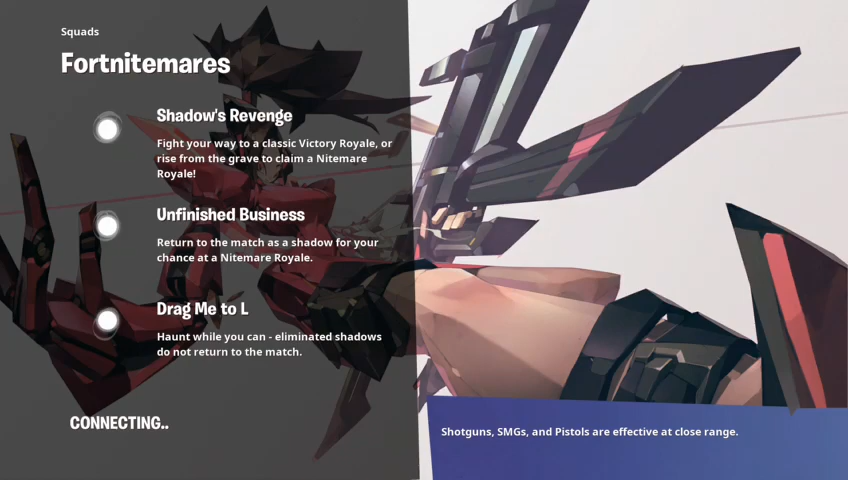 Squads
Fortnitemares
Shadow's Revenge
Fight your way to a classic Victory Royale, or
rise from the grave to claim a Nitemare
Royale!
Unfinished Business
Return to the match as a shadow for your
chance at a Nitemare Royale.
Drag Me to L
Haunt while you can - eliminated shadows
do not return to the match.
CONNECTING..
Shotguns, SMGs, and Pistols are effective at close range.